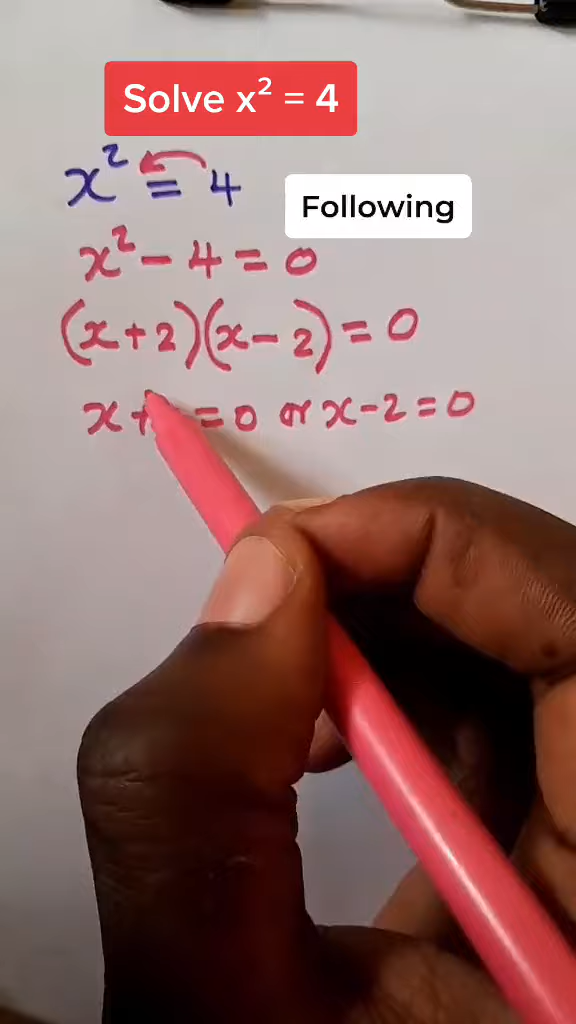 Solve x² = 4
x² = 4
Following
x² - 4 = 0
(x + 2)(x - 2) = 0
x + = 0 or x - 2 = 0